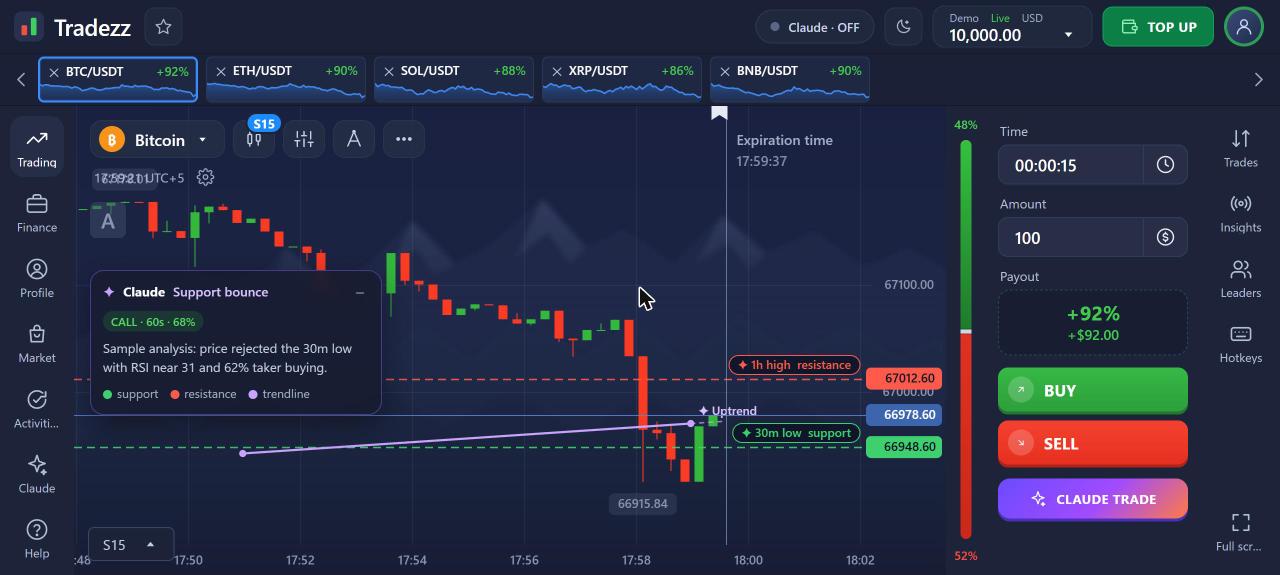 Tradezz
Claude · OFF
Demo Live USD
10,000.00
TOP UP
BTC/USDT +92%
ETH/USDT +90%
SOL/USDT +88%
XRP/USDT +86%
BNB/USDT +90%
Trading
Finance
Profile
Market
Activiti...
Claude
Help
S15
Bitcoin
UTC+5
A
Expiration time
17:59:37
Claude Support bounce
CALL · 60s · 68%
Sample analysis: price rejected the 30m low
with RSI near 31 and 62% taker buying.
support resistance trendline
67100.00
1h high resistance
67012.60
67000.00
Uptrend
66978.60
30m low support
66948.60
66915.84
S15
:48 17:50 17:52 17:54 17:56 17:58 18:00 18:02
48%
52%
Time
00:00:15
Amount
100
Payout
+92%
+$92.00
BUY
SELL
CLAUDE TRADE
Trades
Insights
Leaders
Hotkeys
Full scr...